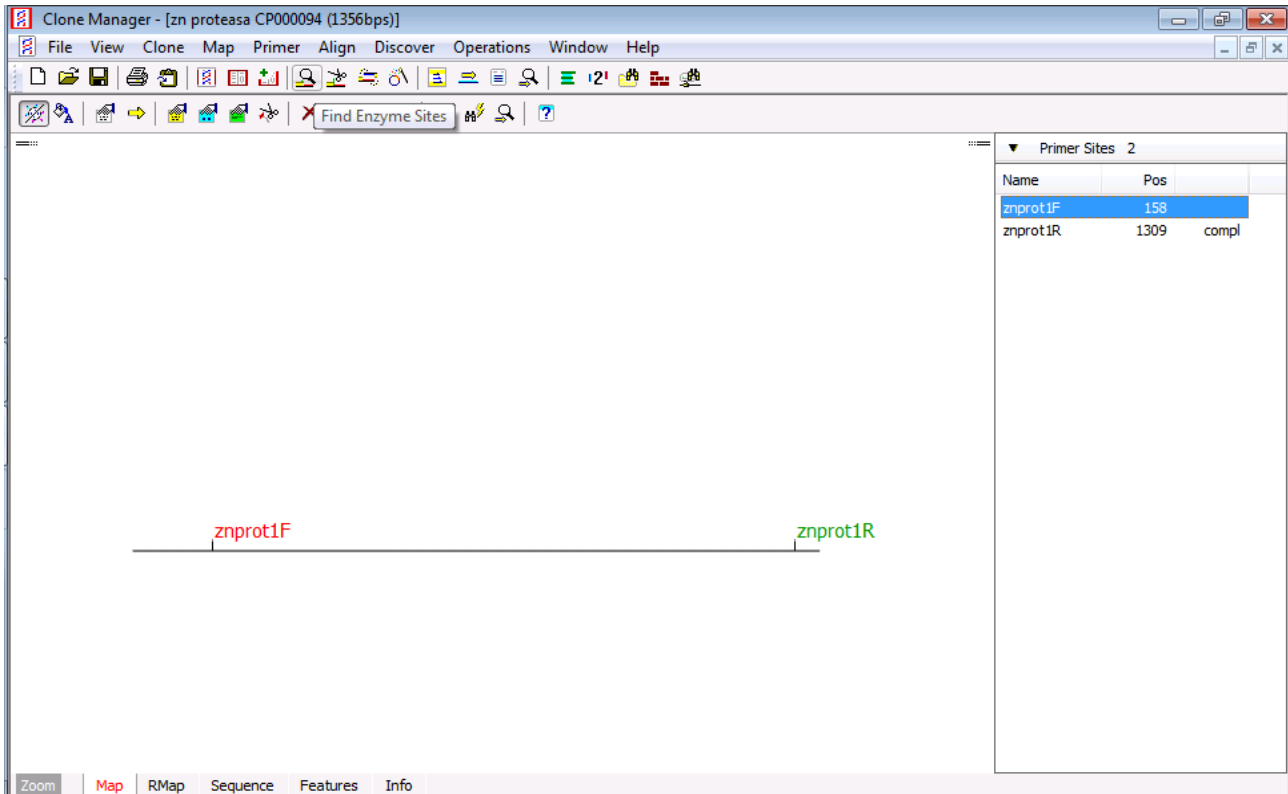 Clone Manager - [zn proteasa CP000094 (1356bps)]
File View Clone Map Primer Align Discover Operations Window Help
Find Enzyme Sites
Primer Sites 2
Name Pos
znprot1F 158
znprot1R 1309 compl
znprot1F znprot1R
Zoom Map RMap Sequence Features Info